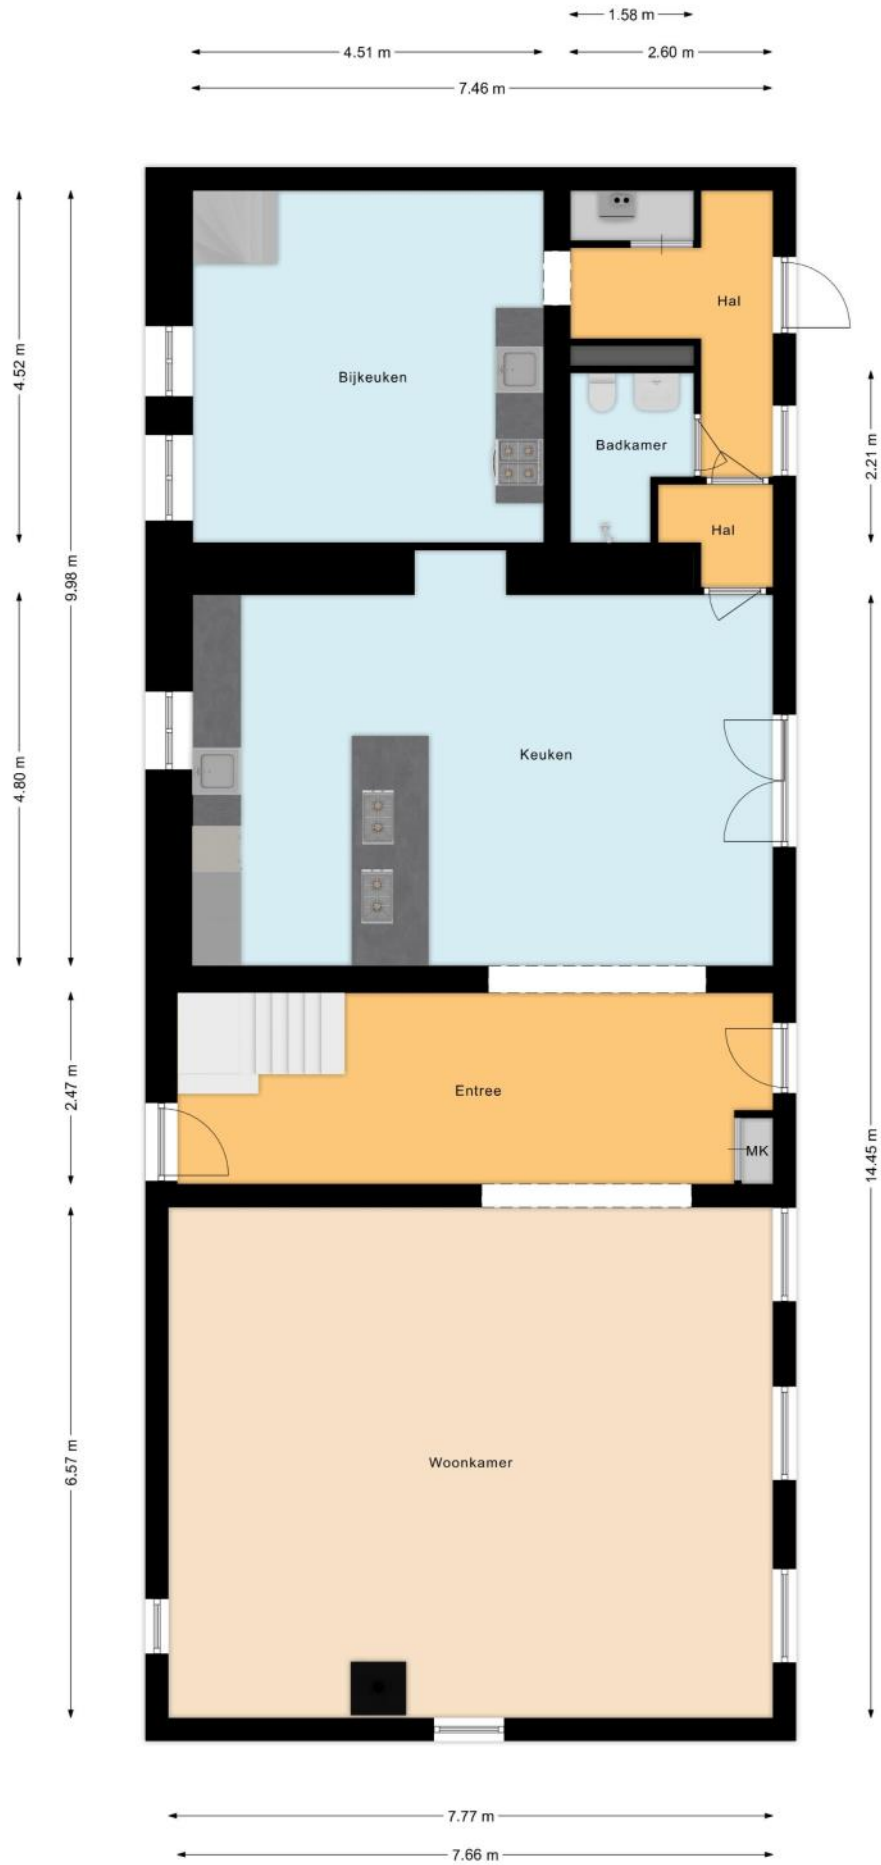 1.58 m
4.51 m
2.60 m
7.46 m
Hal
4.52 m
Bijkeuken
Badkamer
2.21 m
Hal
9.98 m
Keuken
4.80 m
Entree
2.47 m
MK
14.45 m
Woonkamer
6.57 m
7.77 m
7.66 m